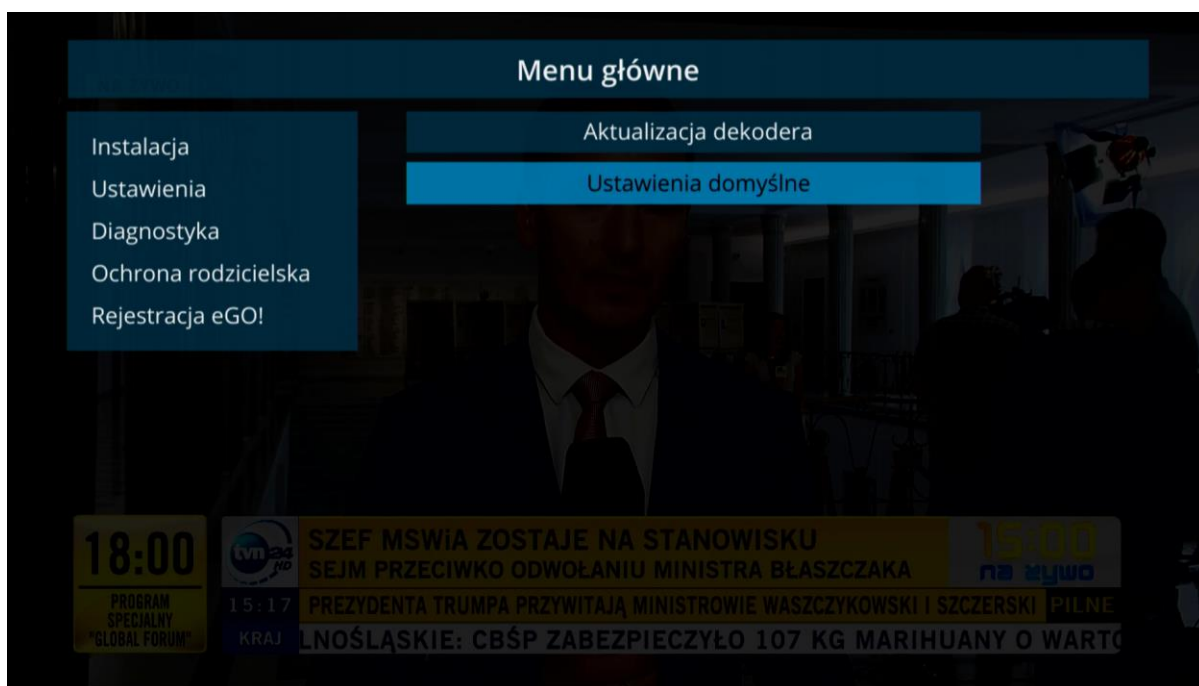 Menu główne
Instalacja
Ustawienia
Diagnostyka
Ochrona rodzicielska
Rejestracja eGO!
Aktualizacja dekodera
Ustawienia domyślne
18:00
PROGRAM
SPECJALNY
"GLOBAL FORUM"
tvn24
HD
SZEF MSWiA ZOSTAJE NA STANOWISKU
SEJM PRZECIWKO ODWOŁANIU MINISTRA BŁASZCZAKA
15:00
na żywo
15:17 PREZYDENTA TRUMPA PRZYWITAJĄ MINISTROWIE WASZCZYKOWSKI I SZCZERSKI PILNE
KRAJ LNOŚLĄSKIE: CBŚP ZABEZPIECZYŁO 107 KG MARIHUANY O WARTO